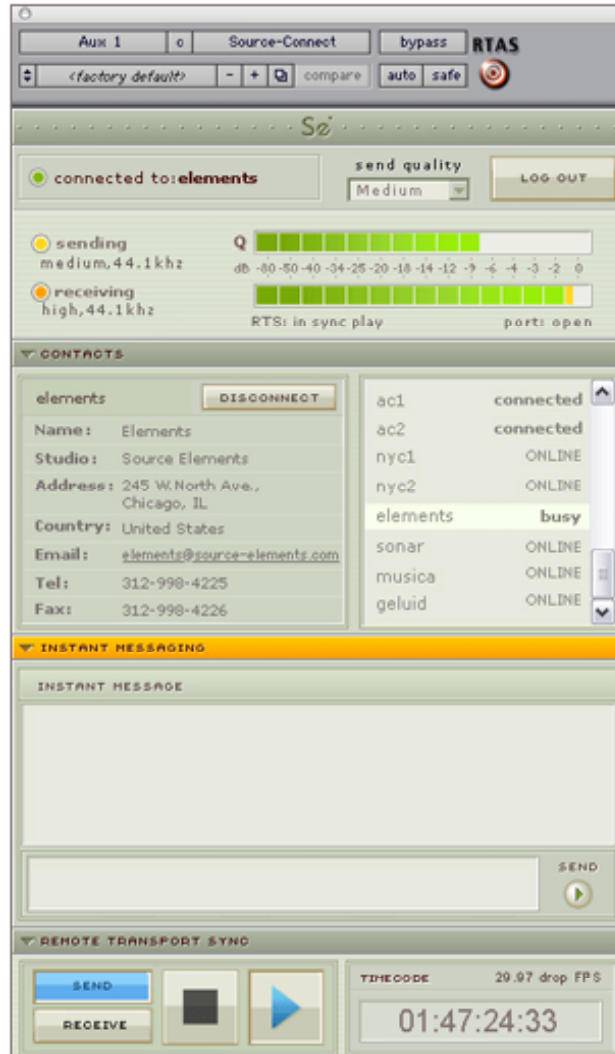 Aux 1 o Source-Connect bypass RTAS
<factory default> - + compare auto safe
Se
connected to:elements
send quality
Medium
LOG OUT
sending
medium,44.1khz
Q
dB -80 -50 -40 -34 -25 -20 -18 -14 -12 -9 -6 -4 -3 -2 0
receiving
high,44.1khz
RTS: in sync play port: open
CONTACTS
elements DISCONNECT
Name: Elements
Studio: Source Elements
Address: 245 W.North Ave.,
Chicago, IL
Country: United States
Email: elements@source-elements.com
Tel: 312-998-4225
Fax: 312-998-4226
ac1 connected
ac2 connected
nyc1 ONLINE
nyc2 ONLINE
elements busy
sonar ONLINE
musica ONLINE
geluid ONLINE
INSTANT MESSAGING
INSTANT MESSAGE
SEND
REMOTE TRANSPORT SYNC
SEND
RECEIVE
TIMECODE 29.97 drop FPS
01:47:24:33